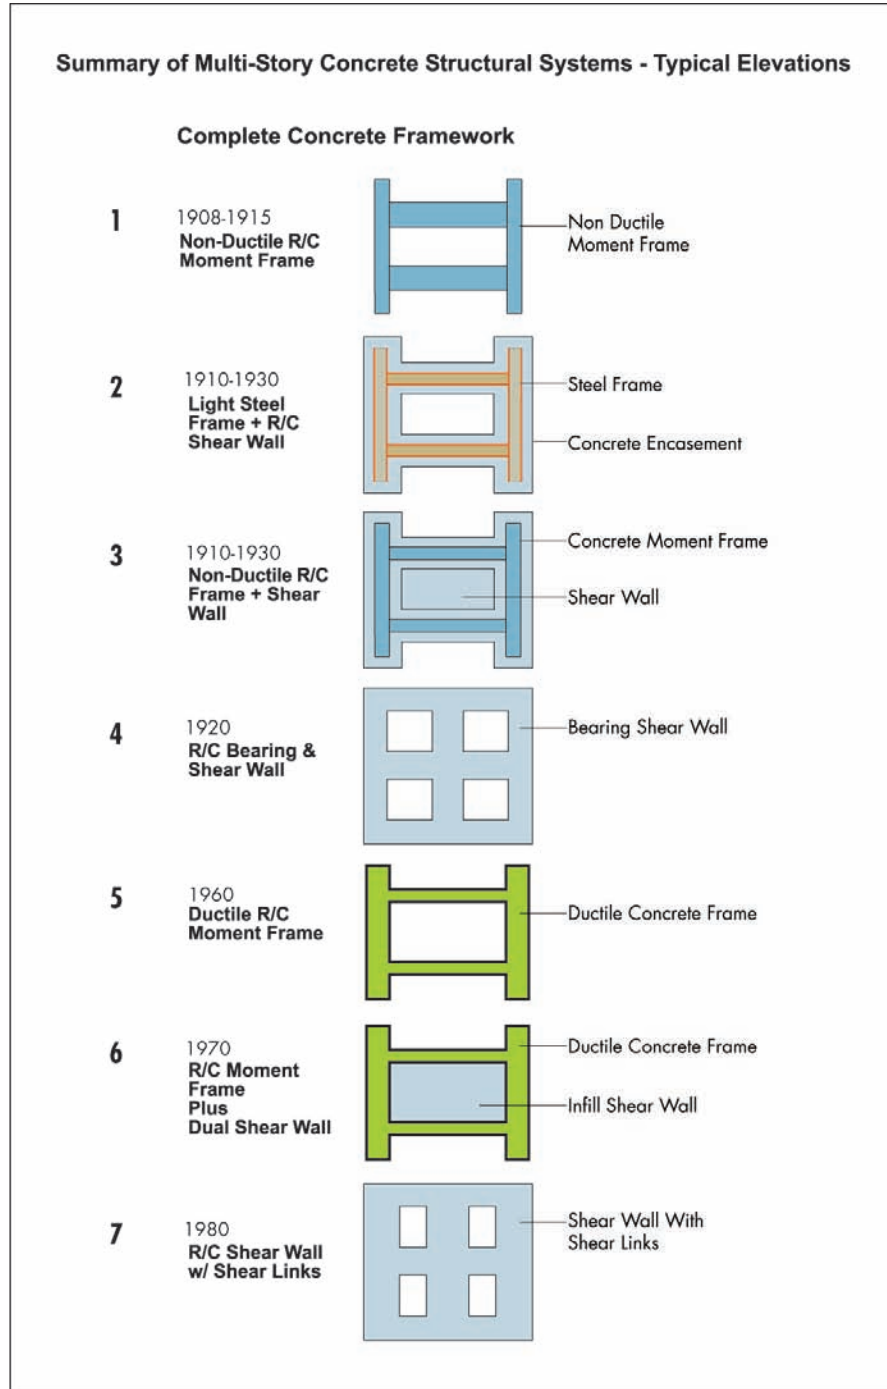 Summary of Multi-Story Concrete Structural Systems - Typical Elevations
Complete Concrete Framework
1
1908-1915
Non-Ductile R/C
Moment Frame
Non Ductile
Moment Frame
2
1910-1930
Light Steel
Frame + R/C
Shear Wall
Steel Frame
Concrete Encasement
3
1910-1930
Non-Ductile R/C
Frame + Shear
Wall
Concrete Moment Frame
Shear Wall
4
1920
R/C Bearing &
Shear Wall
Bearing Shear Wall
5
1960
Ductile R/C
Moment Frame
Ductile Concrete Frame
6
1970
R/C Moment
Frame
Plus
Dual Shear Wall
Ductile Concrete Frame
Infill Shear Wall
7
1980
R/C Shear Wall
w/ Shear Links
Shear Wall With
Shear Links